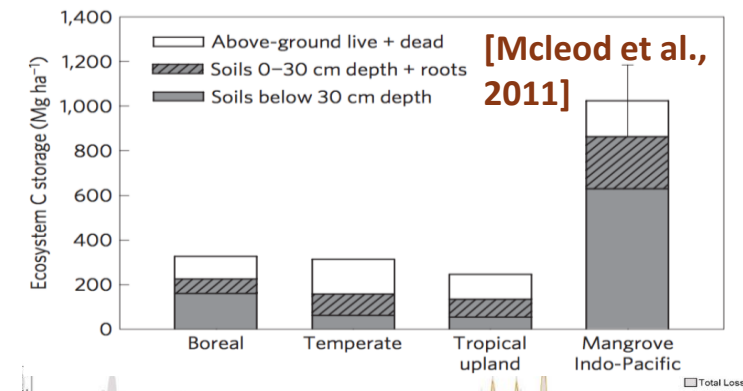 1,400
1,200
1,000
800
600
400
200
0
Ecosystem C storage (Mg ha⁻¹)
Above-ground live + dead
Soils 0–30 cm depth + roots
Soils below 30 cm depth
[Mcleod et al.,
2011]
Boreal
Temperate
Tropical
upland
Mangrove
Indo-Pacific
Total Loss